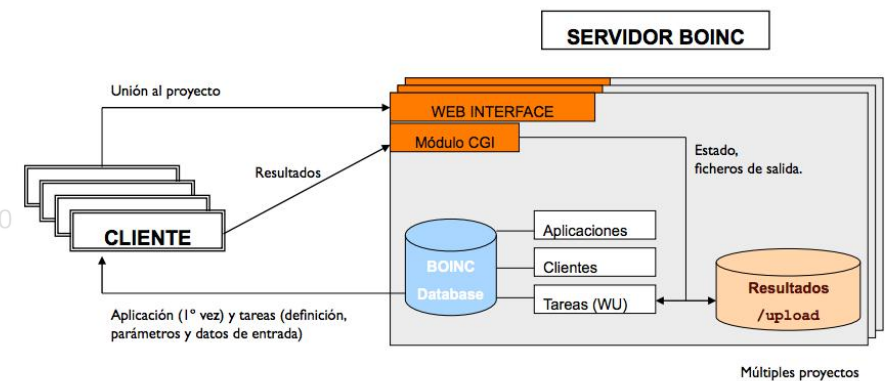 SERVIDOR BOINC
Unión al proyecto
WEB INTERFACE
Módulo CGI
Estado,
ficheros de salida.
Resultados
CLIENTE
Aplicaciones
BOINC
Database
Clientes
Tareas (WU)
Resultados
/upload
Aplicación (1º vez) y tareas (definición,
parámetros y datos de entrada)
Múltiples proyectos